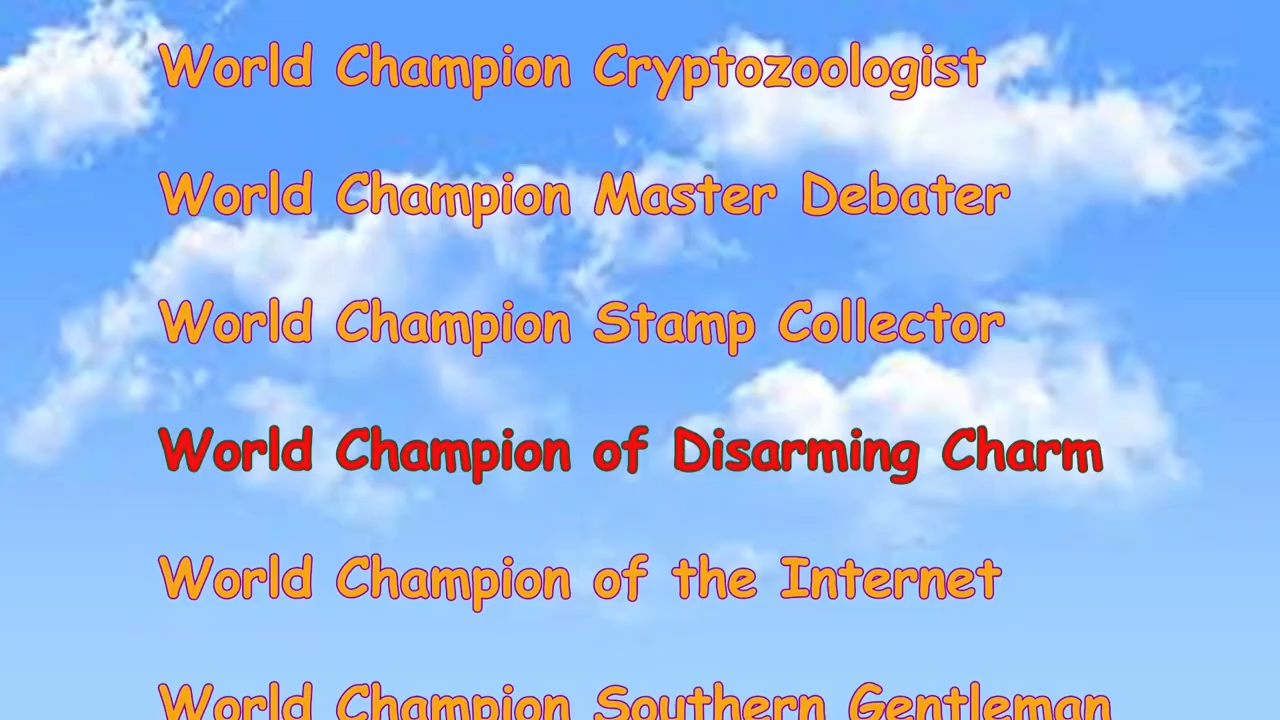 World Champion Cryptozoologist
World Champion Master Debater
World Champion Stamp Collector
World Champion of Disarming Charm
World Champion of the Internet
World Champion Southern Gentleman